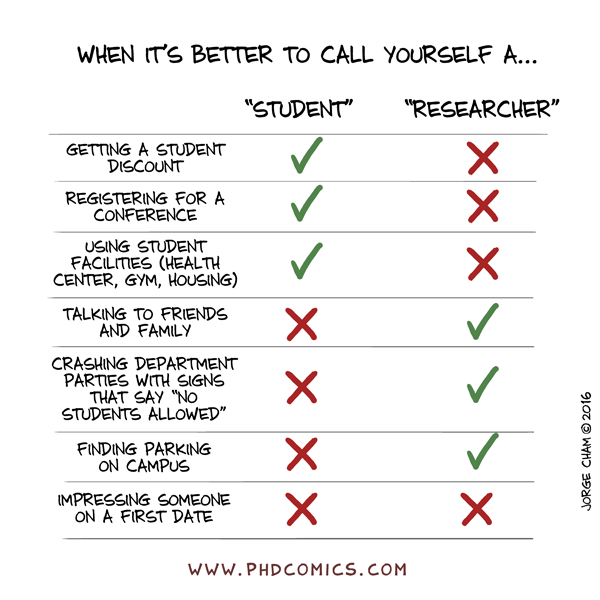 WHEN IT'S BETTER TO CALL YOURSELF A...
"STUDENT" "RESEARCHER"
GETTING A STUDENT
DISCOUNT
REGISTERING FOR A
CONFERENCE
USING STUDENT
FACILITIES (HEALTH
CENTER, GYM, HOUSING)
TALKING TO FRIENDS
AND FAMILY
CRASHING DEPARTMENT
PARTIES WITH SIGNS
THAT SAY "NO
STUDENTS ALLOWED"
FINDING PARKING
ON CAMPUS
IMPRESSING SOMEONE
ON A FIRST DATE
JORGE CHAM © 2016
WWW.PHDCOMICS.COM